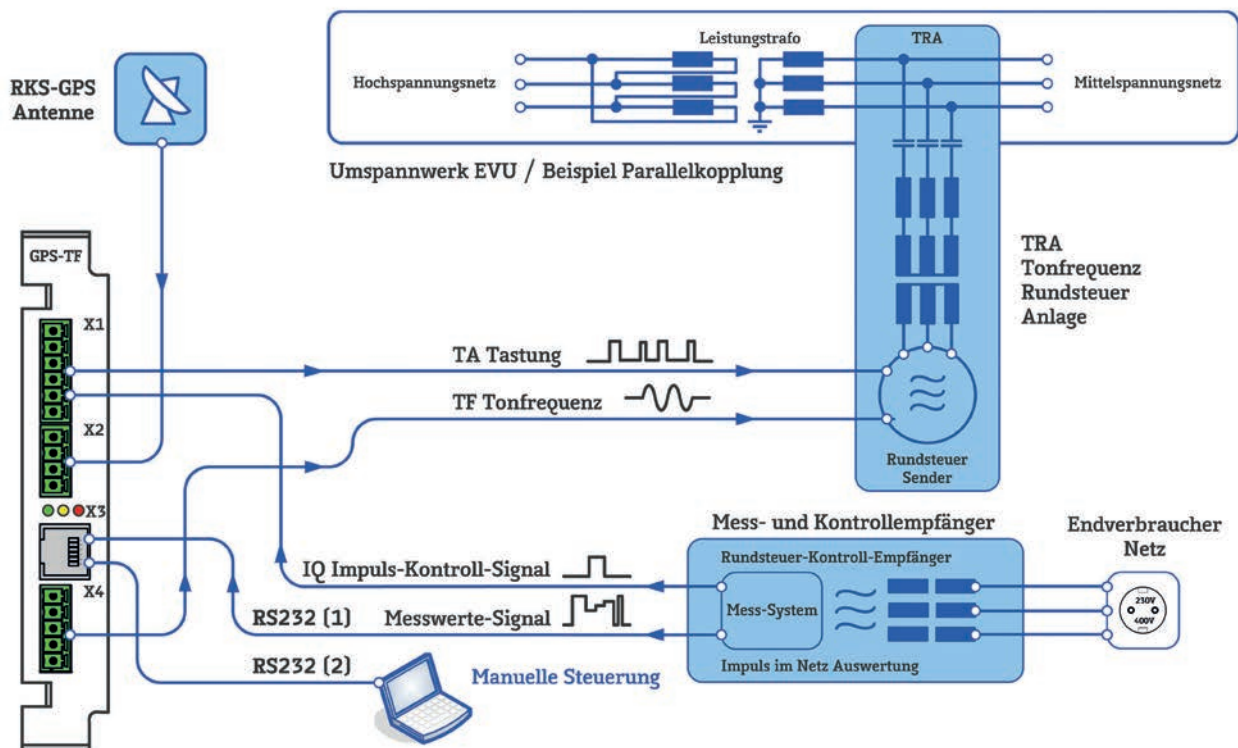 Leistungstrafo
TRA
Hochspannungsnetz
Mittelspannungsnetz
RKS-GPS
Antenne
Umspannwerk EVU / Beispiel Parallelkopplung
GPS-TF
X1
X2
X3
X4
TRA
Tonfrequenz
Rundsteuer
Anlage
TA Tastung
TF Tonfrequenz
Rundsteuer
Sender
Mess- und Kontrollempfänger
Endverbraucher
Netz
Rundsteuer-Kontroll-Empfänger
IQ Impuls-Kontroll-Signal
Mess-System
230V
400V
RS232 (1)
Messwerte-Signal
Impuls im Netz Auswertung
RS232 (2)
Manuelle Steuerung